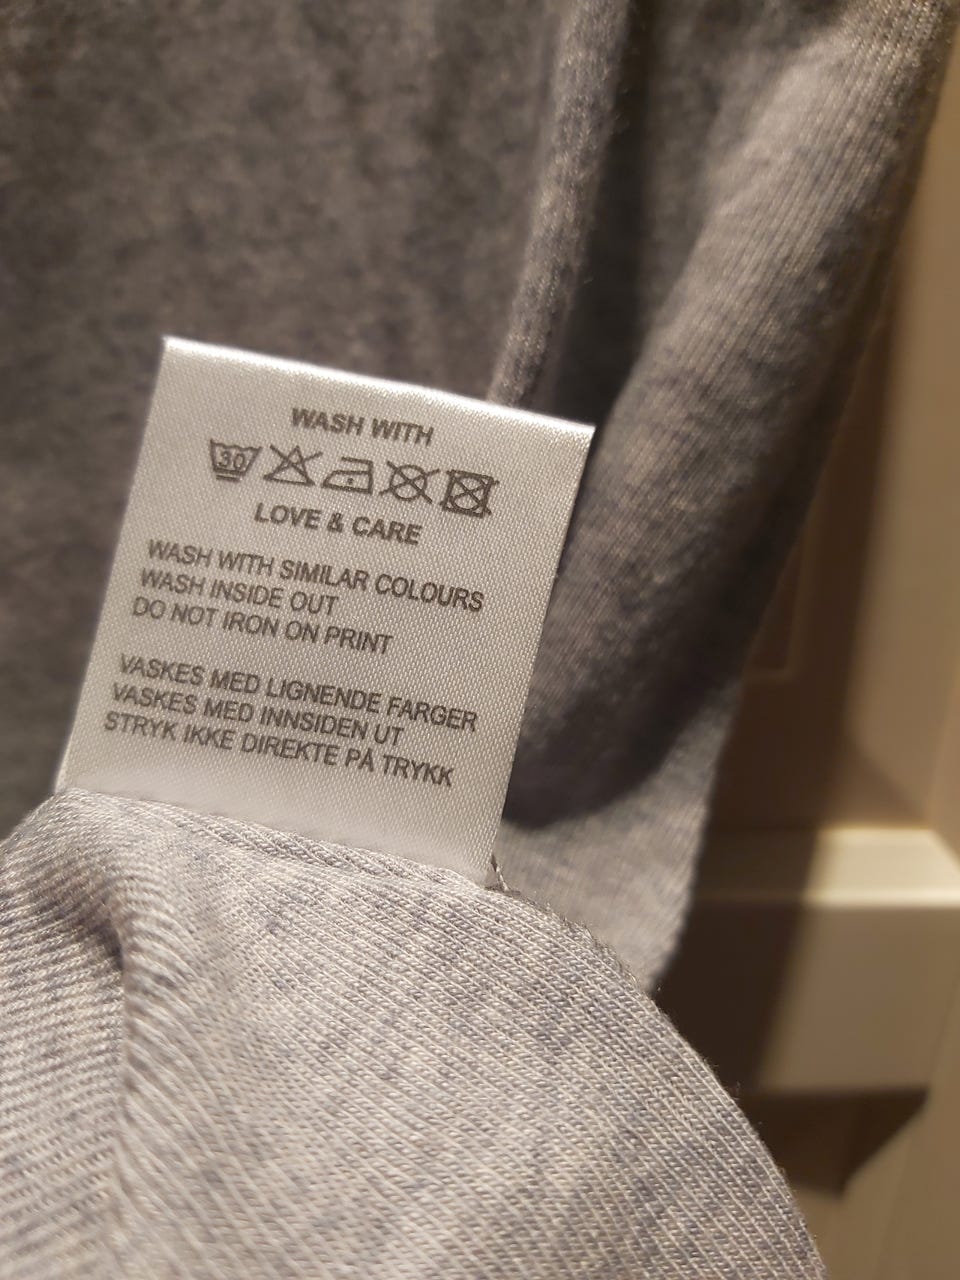 WASH WITH
30
LOVE & CARE
WASH WITH SIMILAR COLOURS
WASH INSIDE OUT
DO NOT IRON ON PRINT
VASKES MED LIGNENDE FARGER
VASKES MED INNSIDEN UT
STRYK IKKE DIREKTE PÅ TRYKK